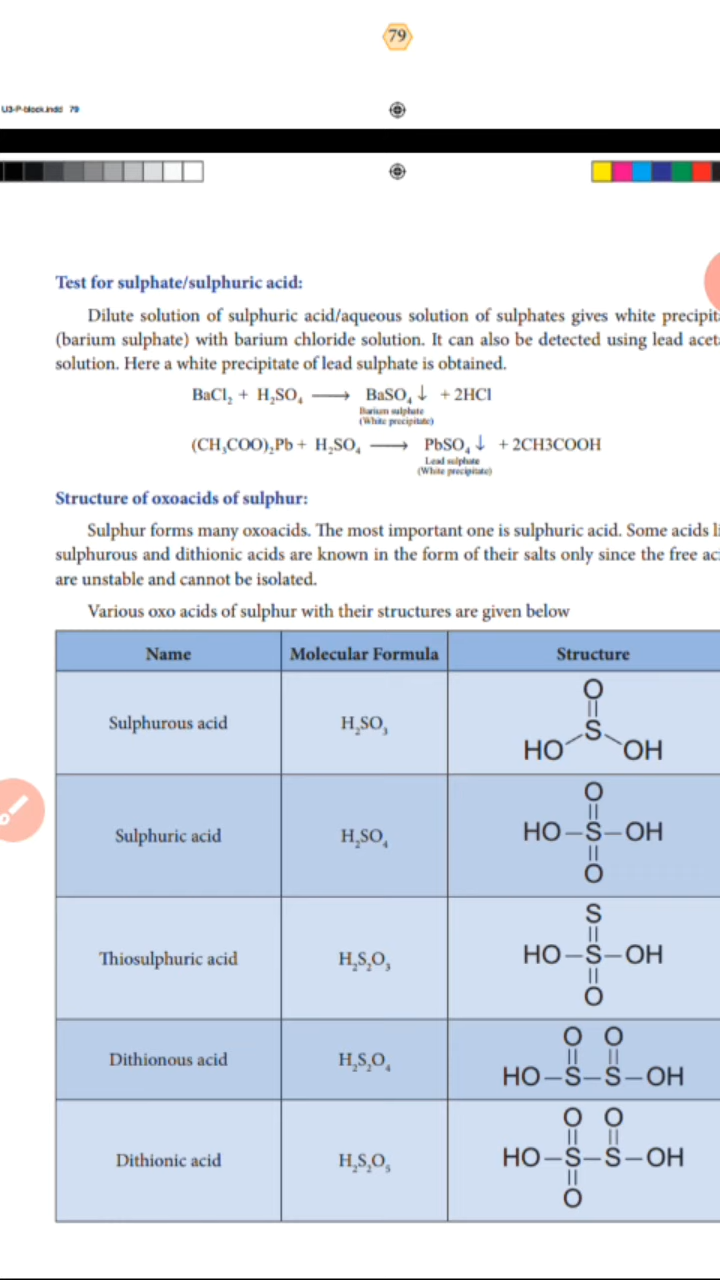 79
U3-P-block.indd 79
Test for sulphate/sulphuric acid:
Dilute solution of sulphuric acid/aqueous solution of sulphates gives white precipit
(barium sulphate) with barium chloride solution. It can also be detected using lead acet
solution. Here a white precipitate of lead sulphate is obtained.
BaCl₂ + H₂SO₄ ⟶ BaSO₄↓ + 2HCl
Barium sulphate
(White precipitate)
(CH₃COO)₂Pb + H₂SO₄ ⟶ PbSO₄↓ + 2CH3COOH
Lead sulphate
(White precipitate)
Structure of oxoacids of sulphur:
Sulphur forms many oxoacids. The most important one is sulphuric acid. Some acids li
sulphurous and dithionic acids are known in the form of their salts only since the free ac
are unstable and cannot be isolated.
Various oxo acids of sulphur with their structures are given below
Name Molecular Formula Structure
O
Sulphurous acid H₂SO₃ S
HO OH
O
Sulphuric acid H₂SO₄ HO–S–OH
O
S
Thiosulphuric acid H₂S₂O₃ HO–S–OH
O
O O
Dithionous acid H₂S₂O₄ HO–S–S–OH
O O
Dithionic acid H₂S₂O₅ HO–S–S–OH
O